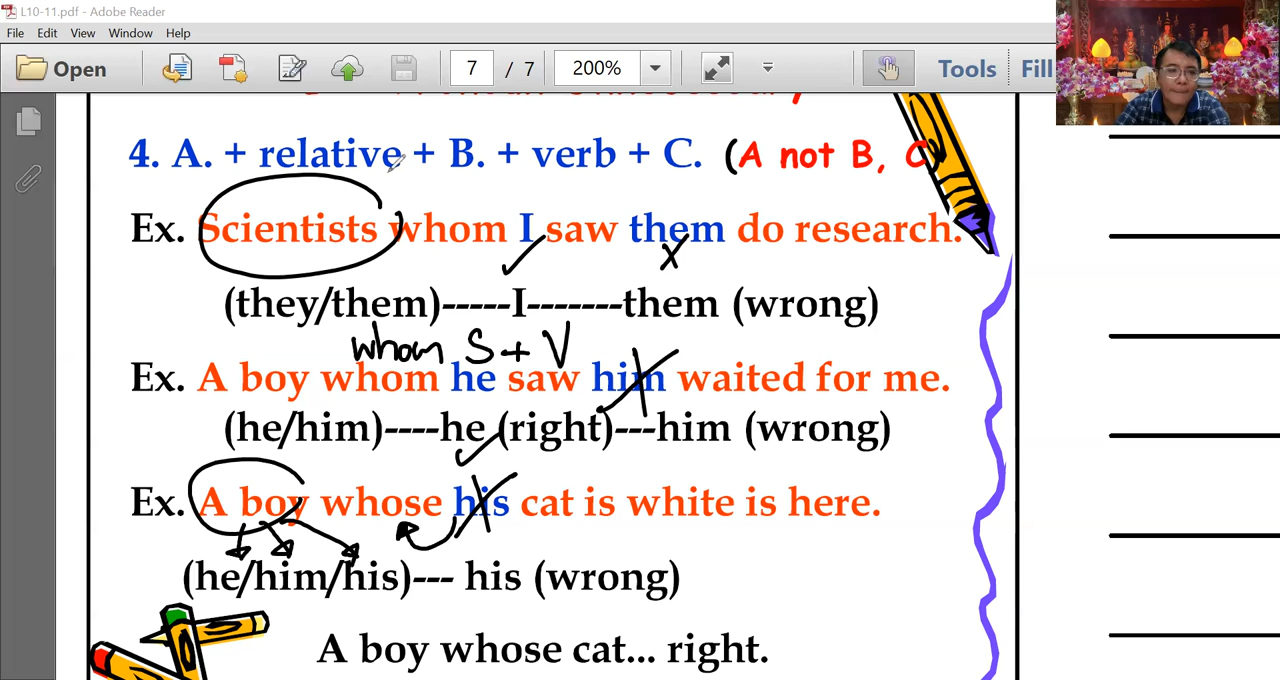 L10-11.pdf - Adobe Reader
File Edit View Window Help
Open 7 / 7 200% Tools Fill
4. A. + relative + B. + verb + C. (A not B, C)
Ex. Scientists whom I saw them do research.
(they/them)-----I-------them (wrong)
whom S + V
Ex. A boy whom he saw him waited for me.
(he/him)----he (right)---him (wrong)
Ex. A boy whose his cat is white is here.
(he/him/his)--- his (wrong)
A boy whose cat... right.